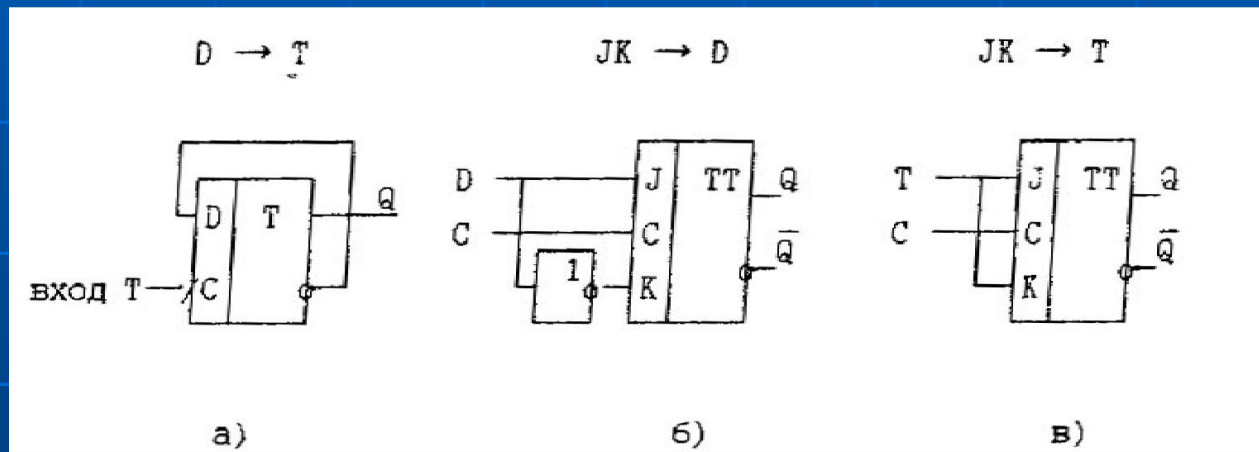 D → T
JK → D
JK → T
D T Q
вход T C
D J TT Q
C C Q̅
1 K
T J TT Q
C C Q̅
K
а)
б)
в)